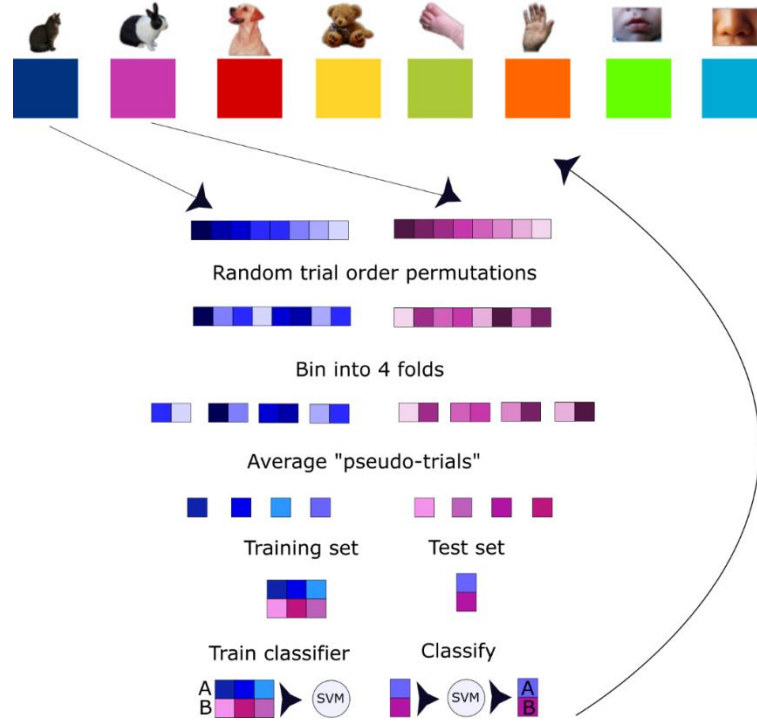 Random trial order permutations
Bin into 4 folds
Average "pseudo-trials"
Training set Test set
Train classifier Classify
A SVM SVM A
B B